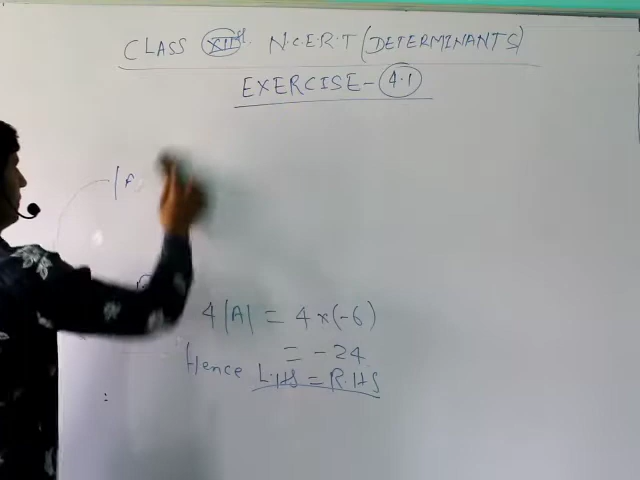 CLASS XIIth N.C.E.R.T (DETERMINANTS)
EXERCISE - 4.1
|A
4|A| = 4×(-6)
= -24
Hence L.H.S = R.H.S